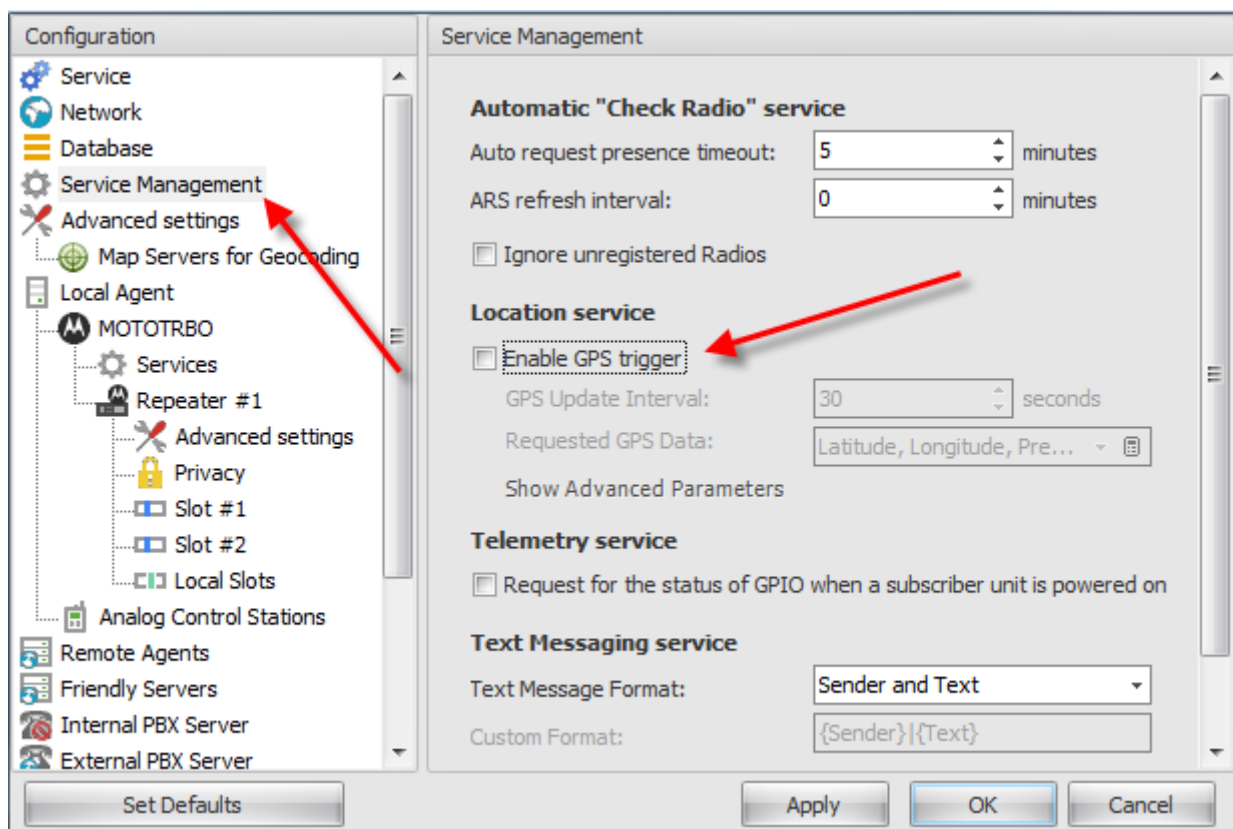 Configuration
Service
Network
Database
Service Management
Advanced settings
Map Servers for Geocoding
Local Agent
MOTOTRBO
Services
Repeater #1
Advanced settings
Privacy
Slot #1
Slot #2
Local Slots
Analog Control Stations
Remote Agents
Friendly Servers
Internal PBX Server
External PBX Server
Set Defaults
Service Management
Automatic "Check Radio" service
Auto request presence timeout: 5 minutes
ARS refresh interval: 0 minutes
Ignore unregistered Radios
Location service
Enable GPS trigger
GPS Update Interval: 30 seconds
Requested GPS Data: Latitude, Longitude, Pre...
Show Advanced Parameters
Telemetry service
Request for the status of GPIO when a subscriber unit is powered on
Text Messaging service
Text Message Format: Sender and Text
Custom Format: {Sender}|{Text}
Apply OK Cancel